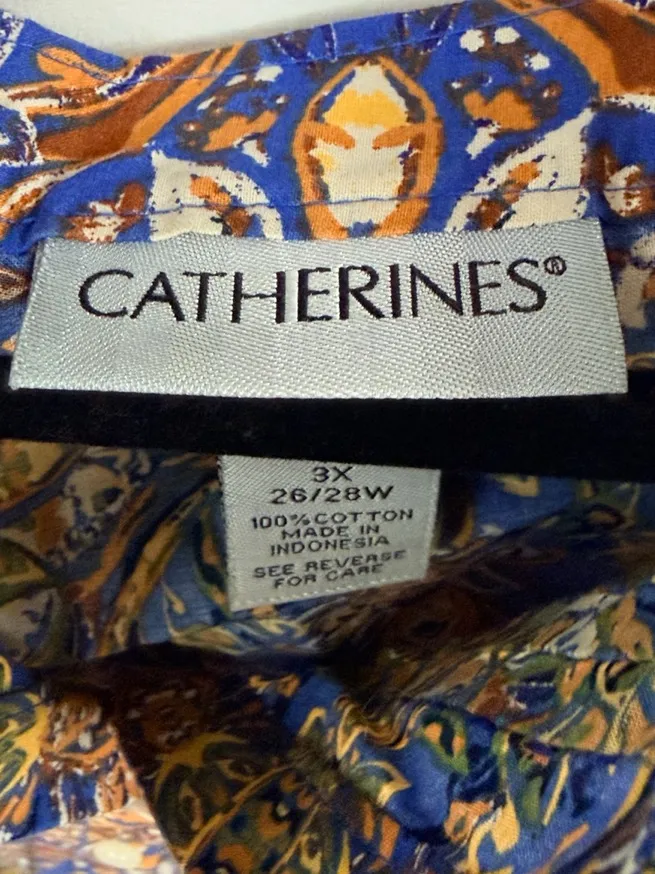 CATHERINES®
3X
26/28W
100% COTTON
MADE IN
INDONESIA
SEE REVERSE
FOR CARE